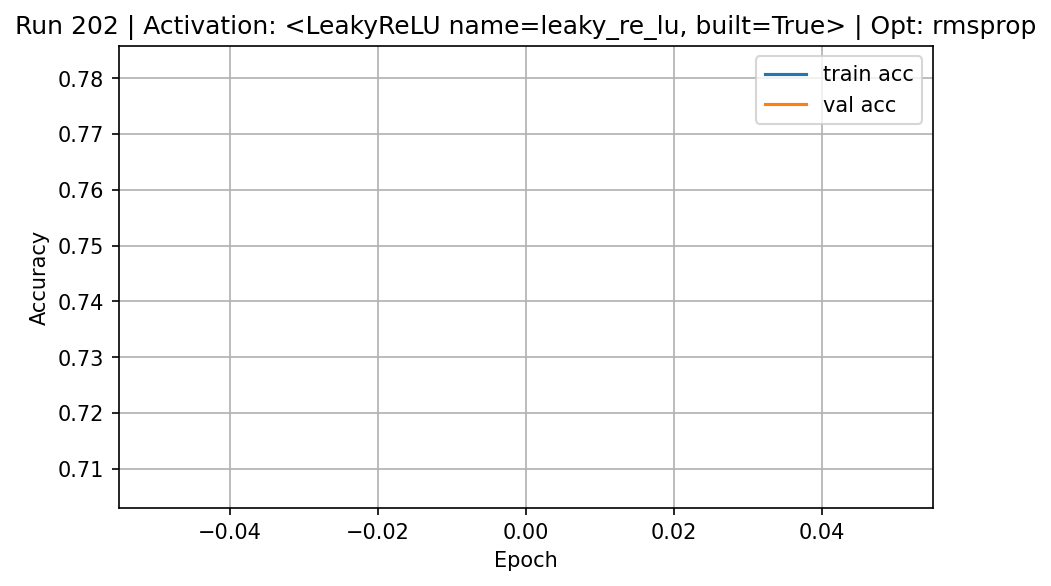 Run 202 | Activation: <LeakyReLU name=leaky_re_lu, built=True> | Opt: rmsprop
train acc
val acc
Accuracy
0.78
0.77
0.76
0.75
0.74
0.73
0.72
0.71
−0.04 −0.02 0.00 0.02 0.04
Epoch